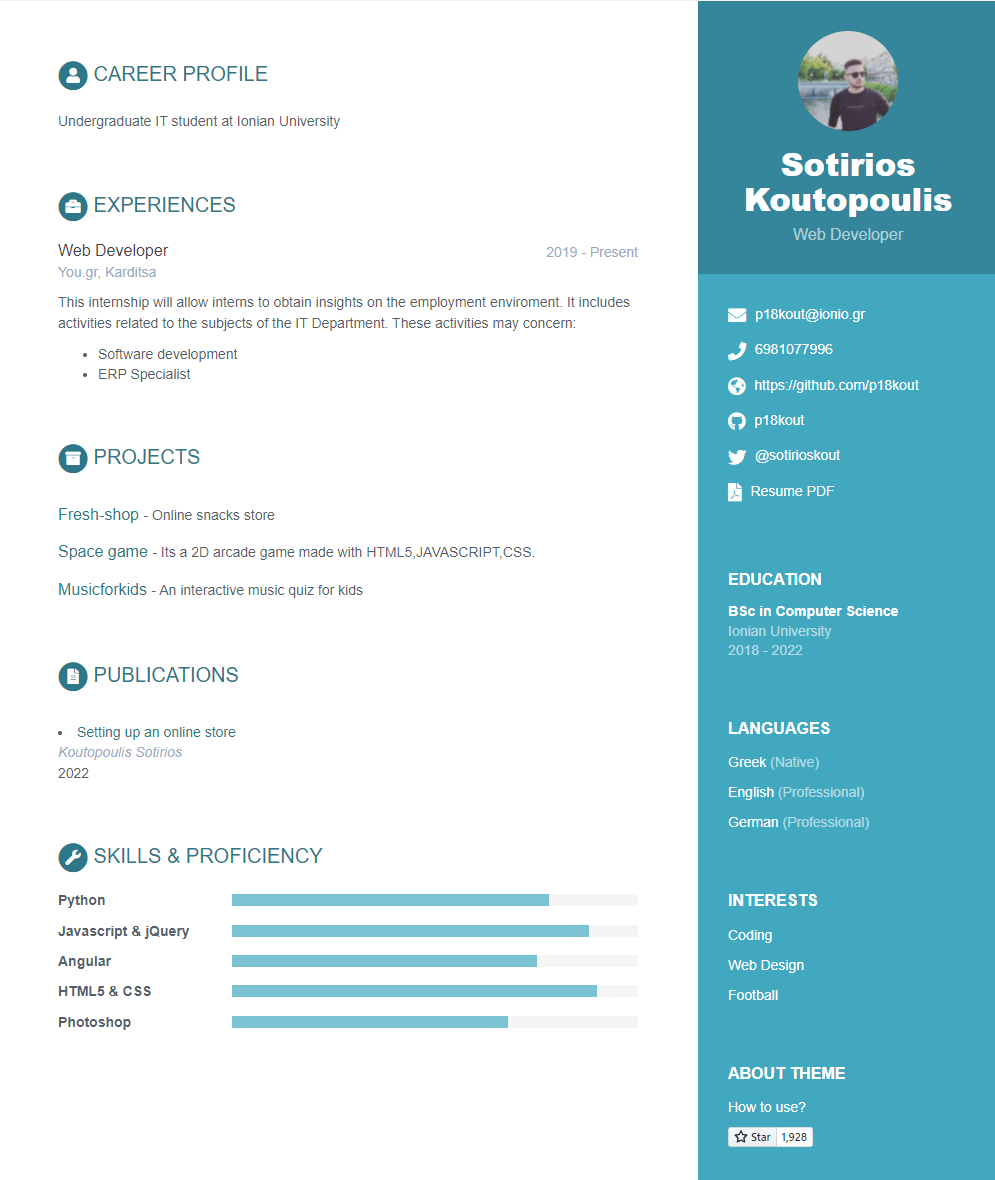 CAREER PROFILE
Undergraduate IT student at Ionian University
EXPERIENCES
Web Developer
2019 - Present
You.gr, Karditsa
This internship will allow interns to obtain insights on the employment enviroment. It includes
activities related to the subjects of the IT Department. These activities may concern:
• Software development
• ERP Specialist
PROJECTS
Fresh-shop - Online snacks store
Space game - Its a 2D arcade game made with HTML5,JAVASCRIPT,CSS.
Musicforkids - An interactive music quiz for kids
PUBLICATIONS
• Setting up an online store
Koutopoulis Sotirios
2022
SKILLS & PROFICIENCY
Python
Javascript & jQuery
Angular
HTML5 & CSS
Photoshop
Sotirios
Koutopoulis
Web Developer
p18kout@ionio.gr
6981077996
https://github.com/p18kout
p18kout
@sotirioskout
Resume PDF
EDUCATION
BSc in Computer Science
Ionian University
2018 - 2022
LANGUAGES
Greek (Native)
English (Professional)
German (Professional)
INTERESTS
Coding
Web Design
Football
ABOUT THEME
How to use?
Star 1,928